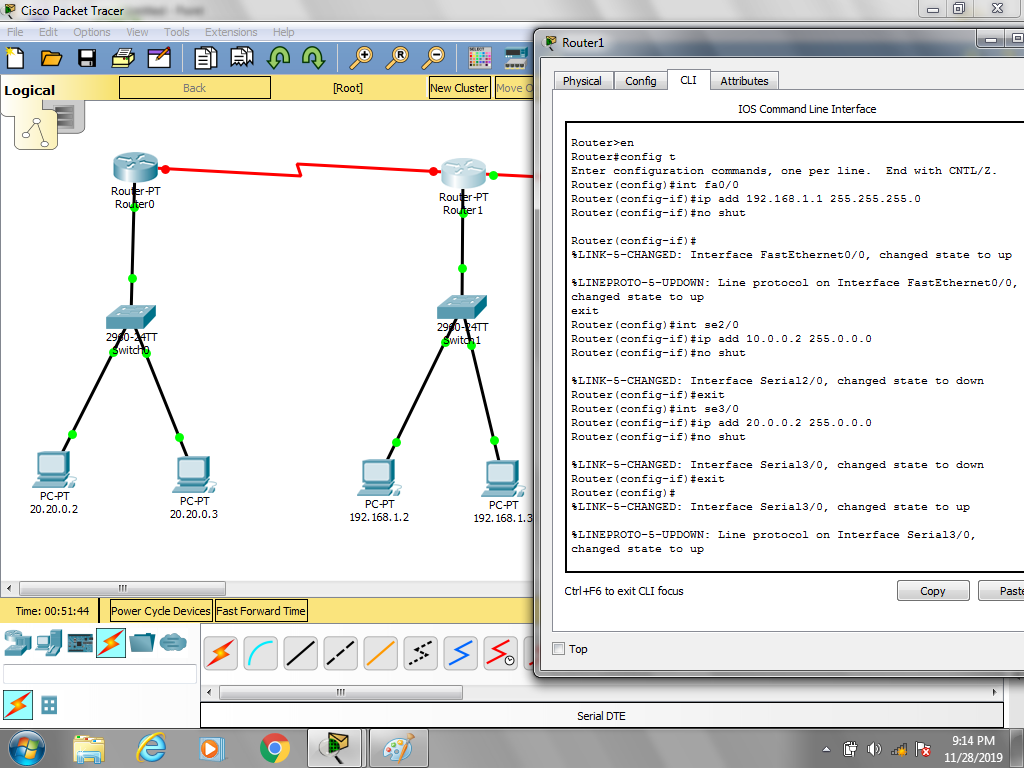 Cisco Packet Tracer
File Edit Options View Tools Extensions Help
Logical
Back
[Root]
New Cluster
Move O
Router-PT
Router0
Router-PT
Router1
2960-24TT
Switch0
2960-24TT
Switch1
PC-PT
20.20.0.2
PC-PT
20.20.0.3
PC-PT
192.168.1.2
PC-PT
192.168.1.3
Router1
Physical Config CLI Attributes
IOS Command Line Interface
Router>en
Router#config t
Enter configuration commands, one per line.  End with CNTL/Z.
Router(config)#int fa0/0
Router(config-if)#ip add 192.168.1.1 255.255.255.0
Router(config-if)#no shut
Router(config-if)#
%LINK-5-CHANGED: Interface FastEthernet0/0, changed state to up
%LINEPROTO-5-UPDOWN: Line protocol on Interface FastEthernet0/0,
changed state to up
exit
Router(config)#int se2/0
Router(config-if)#ip add 10.0.0.2 255.0.0.0
Router(config-if)#no shut
%LINK-5-CHANGED: Interface Serial2/0, changed state to down
Router(config-if)#exit
Router(config)#int se3/0
Router(config-if)#ip add 20.0.0.2 255.0.0.0
Router(config-if)#no shut
%LINK-5-CHANGED: Interface Serial3/0, changed state to down
Router(config-if)#exit
Router(config)#
%LINK-5-CHANGED: Interface Serial3/0, changed state to up
%LINEPROTO-5-UPDOWN: Line protocol on Interface Serial3/0,
changed state to up
Ctrl+F6 to exit CLI focus
Copy
Paste
Top
Time: 00:51:44
Power Cycle Devices
Fast Forward Time
Serial DTE
9:14 PM
11/28/2019